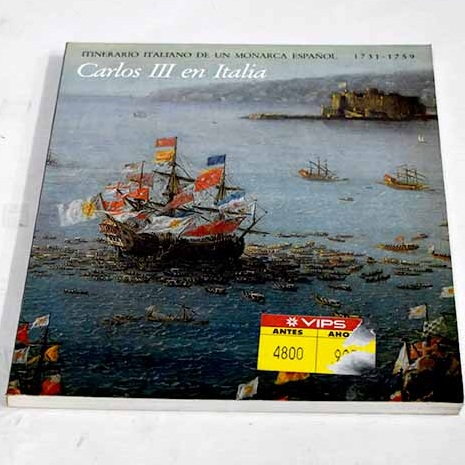 ITINERARIO ITALIANO DE UN MONARCA ESPAÑOL 1731-1759
Carlos III en Italia
VIPS
ANTES
4800